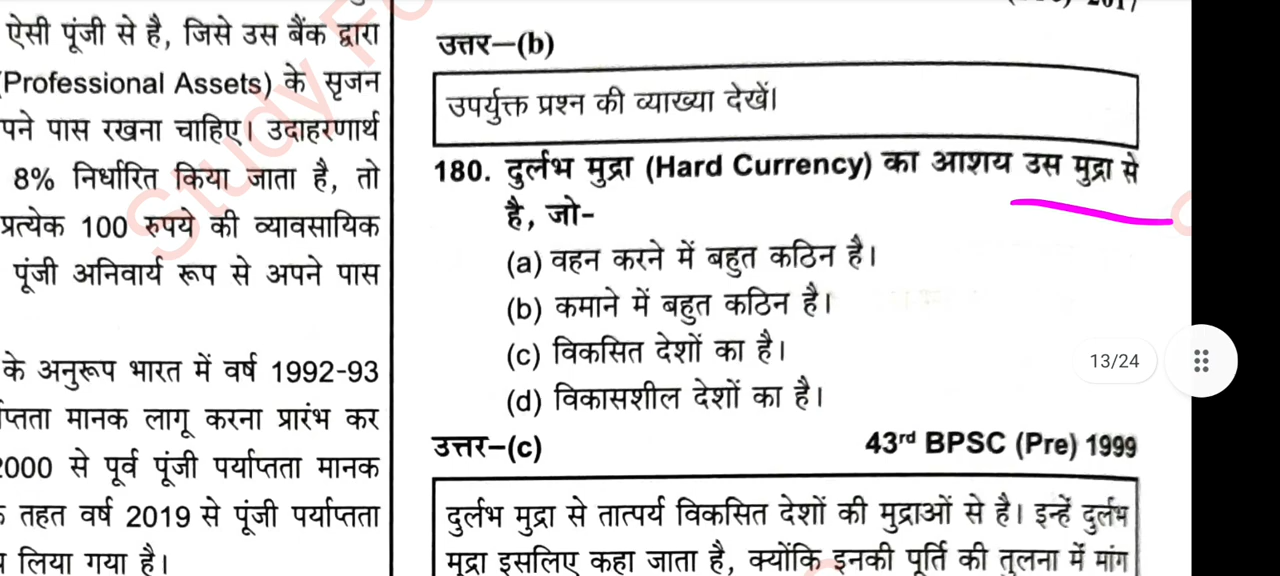 ऐसी पूंजी से है, जिसे उस बैंक द्वारा
(Professional Assets) के सृजन
पने पास रखना चाहिए। उदाहरणार्थ
8% निर्धारित किया जाता है, तो
प्रत्येक 100 रुपये की व्यावसायिक
पूंजी अनिवार्य रूप से अपने पास
के अनुरूप भारत में वर्ष 1992-93
प्तता मानक लागू करना प्रारंभ कर
2000 से पूर्व पूंजी पर्याप्तता मानक
तहत वर्ष 2019 से पूंजी पर्याप्तता
लिया गया है।
2017
उत्तर–(b)
उपर्युक्त प्रश्न की व्याख्या देखें।
180. दुर्लभ मुद्रा (Hard Currency) का आशय उस मुद्रा से
है, जो-
(a) वहन करने में बहुत कठिन है।
(b) कमाने में बहुत कठिन है।
(c) विकसित देशों का है।
(d) विकासशील देशों का है।
उत्तर–(c) 43rd BPSC (Pre) 1999
दुर्लभ मुद्रा से तात्पर्य विकसित देशों की मुद्राओं से है। इन्हें दुर्लभ
मुद्रा इसलिए कहा जाता है, क्योंकि इनकी पूर्ति की तुलना में मांग
Study
13/24